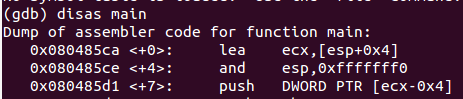 (gdb) disas main
Dump of assembler code for function main:
0x080485ca <+0>: lea ecx,[esp+0x4]
0x080485ce <+4>: and esp,0xfffffff0
0x080485d1 <+7>: push DWORD PTR [ecx-0x4]